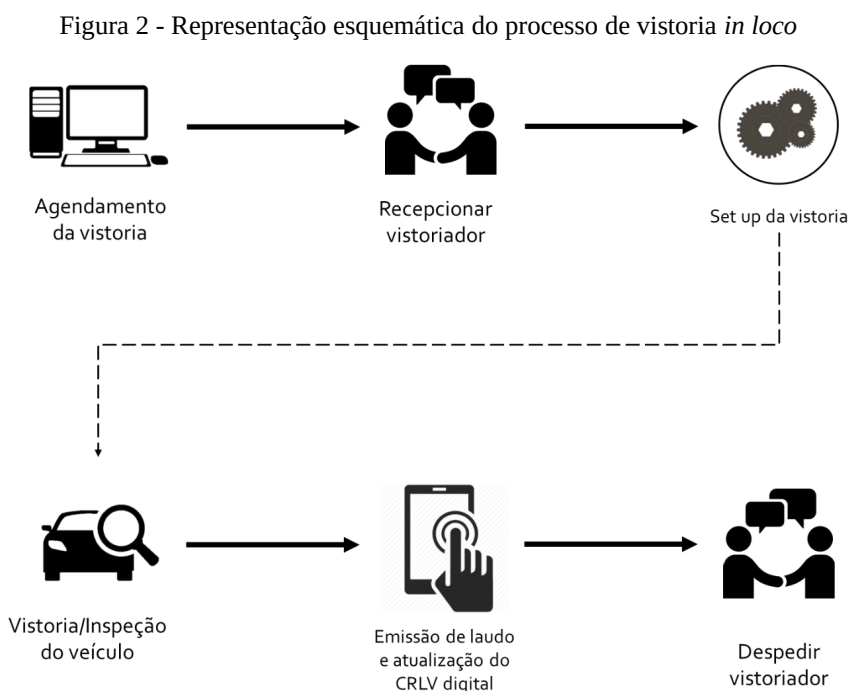 Figura 2 - Representação esquemática do processo de vistoria in loco
Agendamento
da vistoria
Recepcionar
vistoriador
Set up da vistoria
Vistoria/Inspeção
do veículo
Emissão de laudo
e atualização do
CRLV digital
Despedir
vistoriador